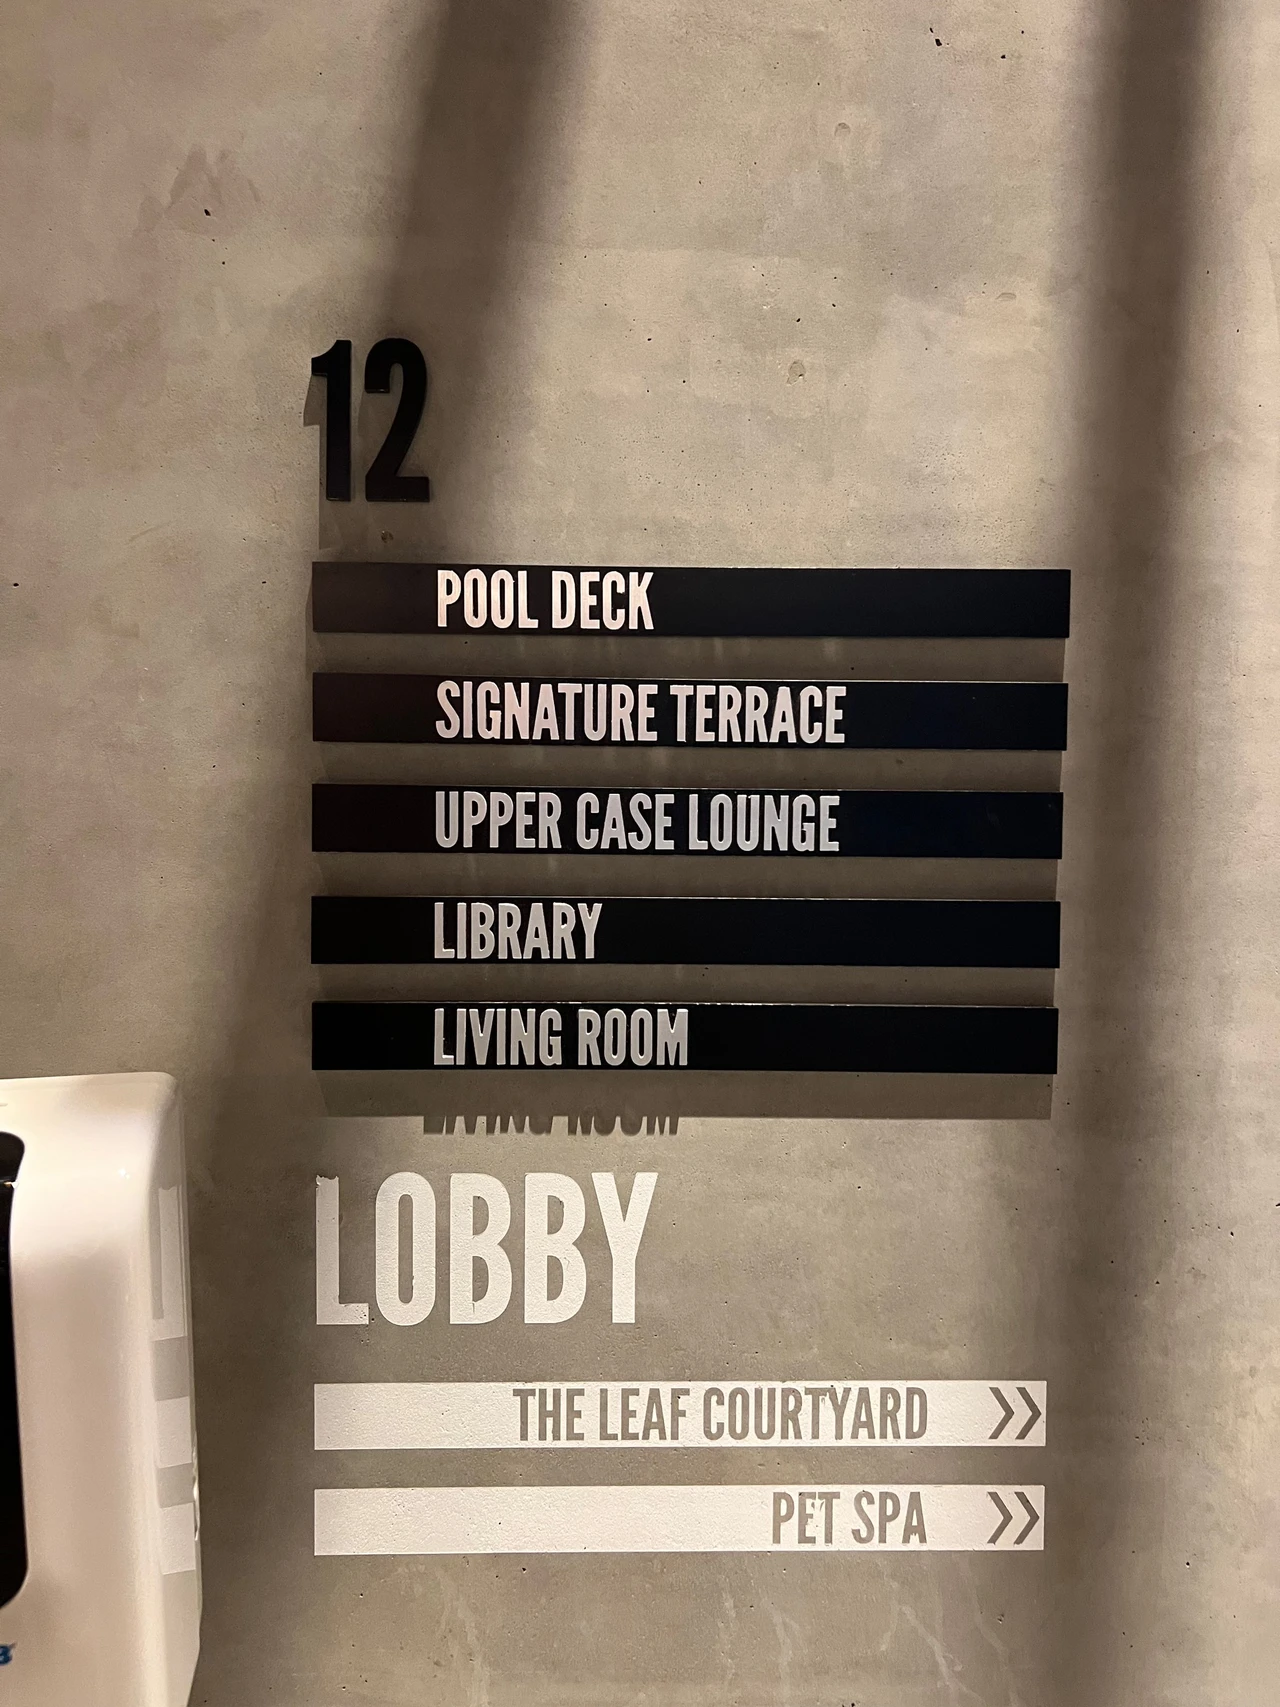 12
POOL DECK
SIGNATURE TERRACE
UPPER CASE LOUNGE
LIBRARY
LIVING ROOM
LOBBY
THE LEAF COURTYARD »
PET SPA »